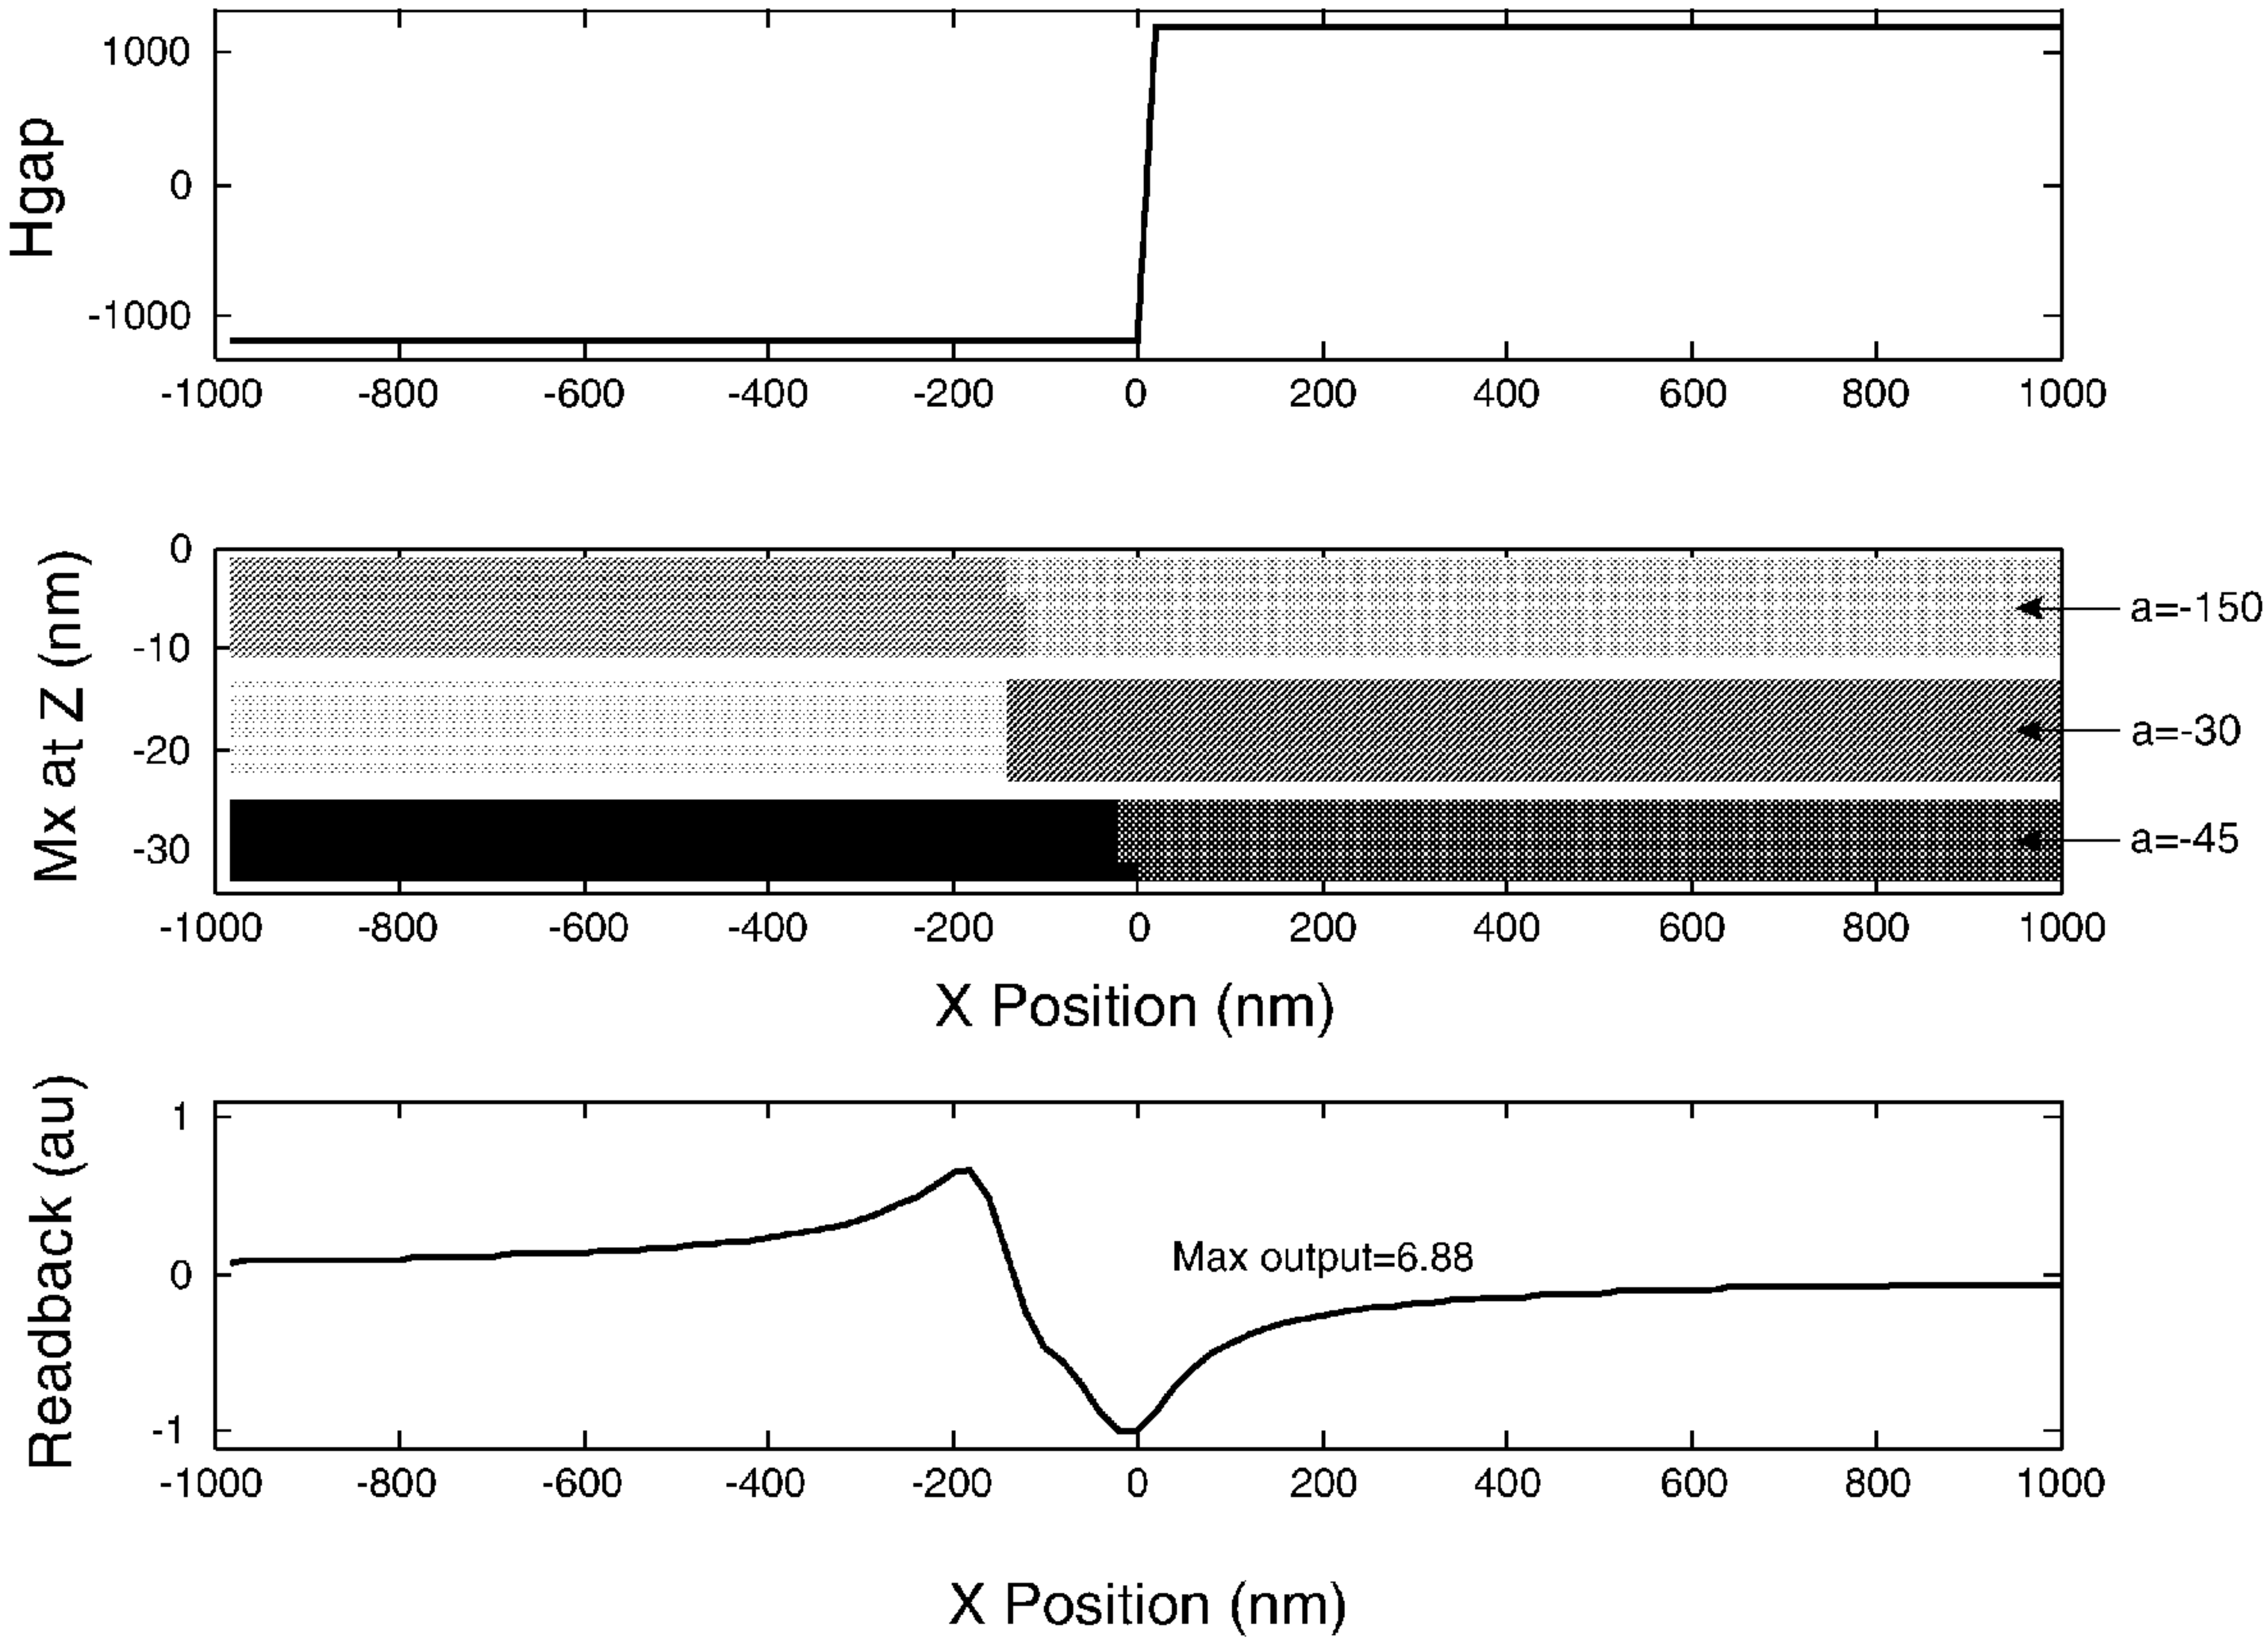 Hgap
1000
0
-1000
-1000 -800 -600 -400 -200 0 200 400 600 800 1000
Mx at Z (nm)
0
-10
-20
-30
a=-150
a=-30
a=-45
-1000 -800 -600 -400 -200 0 200 400 600 800 1000
X Position (nm)
Readback (au)
1
0
-1
Max output=6.88
-1000 -800 -600 -400 -200 0 200 400 600 800 1000
X Position (nm)